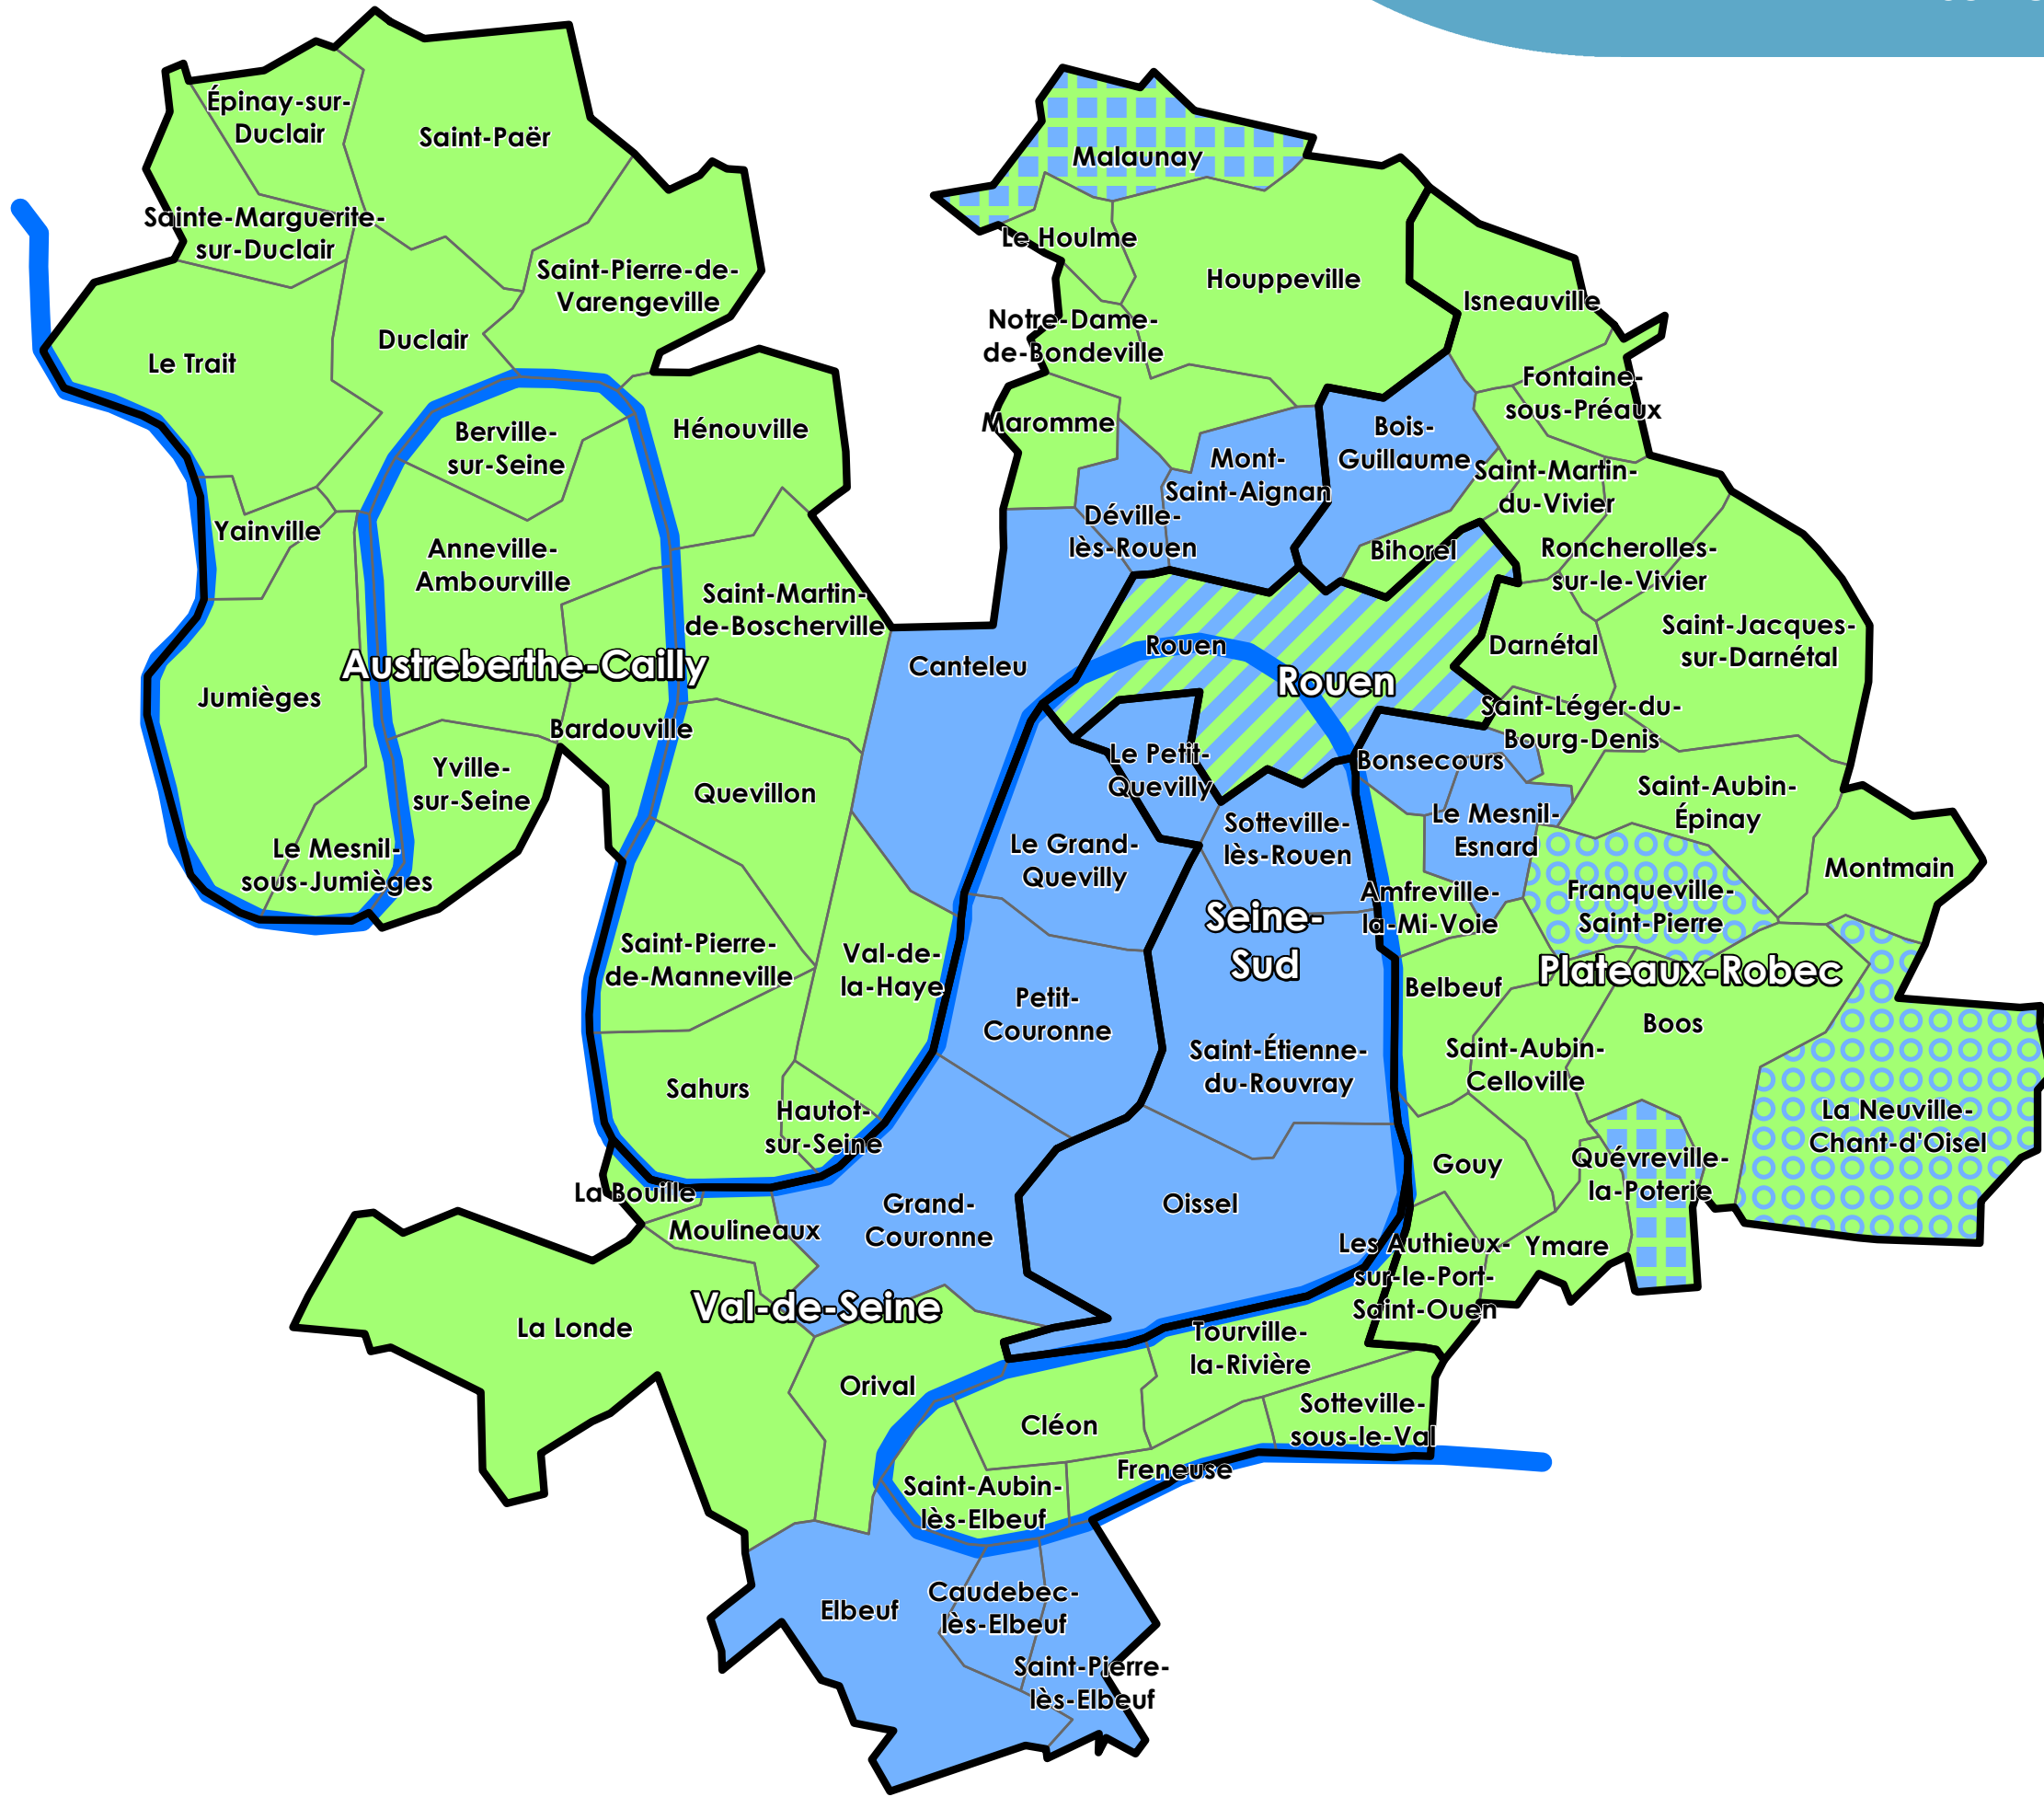 Épinay-sur-
Duclair
Saint-Paër
Malaunay
Sainte-Marguerite-
sur-Duclair
Le Houlme
Saint-Pierre-de-
Varengeville
Houppeville
Isneauville
Duclair
Notre-Dame-
de-Bondeville
Le Trait
Fontaine-
sous-Préaux
Berville-
sur-Seine
Hénouville
Maromme
Bois-
Guillaume
Mont-
Saint-Aignan
Saint-Martin-
du-Vivier
Yainville
Déville-
lès-Rouen
Anneville-
Ambourville
Bihorel
Roncherolles-
sur-le-Vivier
Saint-Martin-
de-Boscherville
Rouen
Darnétal
Saint-Jacques-
sur-Darnétal
Austreberthe-Cailly
Canteleu
Rouen
Jumièges
Bardouville
Saint-Léger-du-
Bourg-Denis
Le Petit-
Quevilly
Bonsecours
Yville-
sur-Seine
Quevillon
Saint-Aubin-
Épinay
Le Mesnil-
Esnard
Sotteville-
lès-Rouen
Le Grand-
Quevilly
Le Mesnil-
sous-Jumièges
Montmain
Amfreville-
la-Mi-Voie
Franqueville-
Saint-Pierre
Seine-
Sud
Saint-Pierre-
de-Manneville
Val-de-
la-Haye
Plateaux-Robec
Belbeuf
Petit-
Couronne
Boos
Saint-Étienne-
du-Rouvray
Saint-Aubin-
Celloville
Sahurs
Hautot-
sur-Seine
La Neuville-
Chant-d'Oisel
Gouy
Quévreville-
la-Poterie
La Bouille
Grand-
Couronne
Oissel
Moulineaux
Les Authieux-
sur-le-Port-
Saint-Ouen
Ymare
Val-de-Seine
La Londe
Tourville-
la-Rivière
Orival
Cléon
Sotteville-
sous-le-Val
Freneuse
Saint-Aubin-
lès-Elbeuf
Elbeuf
Caudebec-
lès-Elbeuf
Saint-Pierre-
lès-Elbeuf